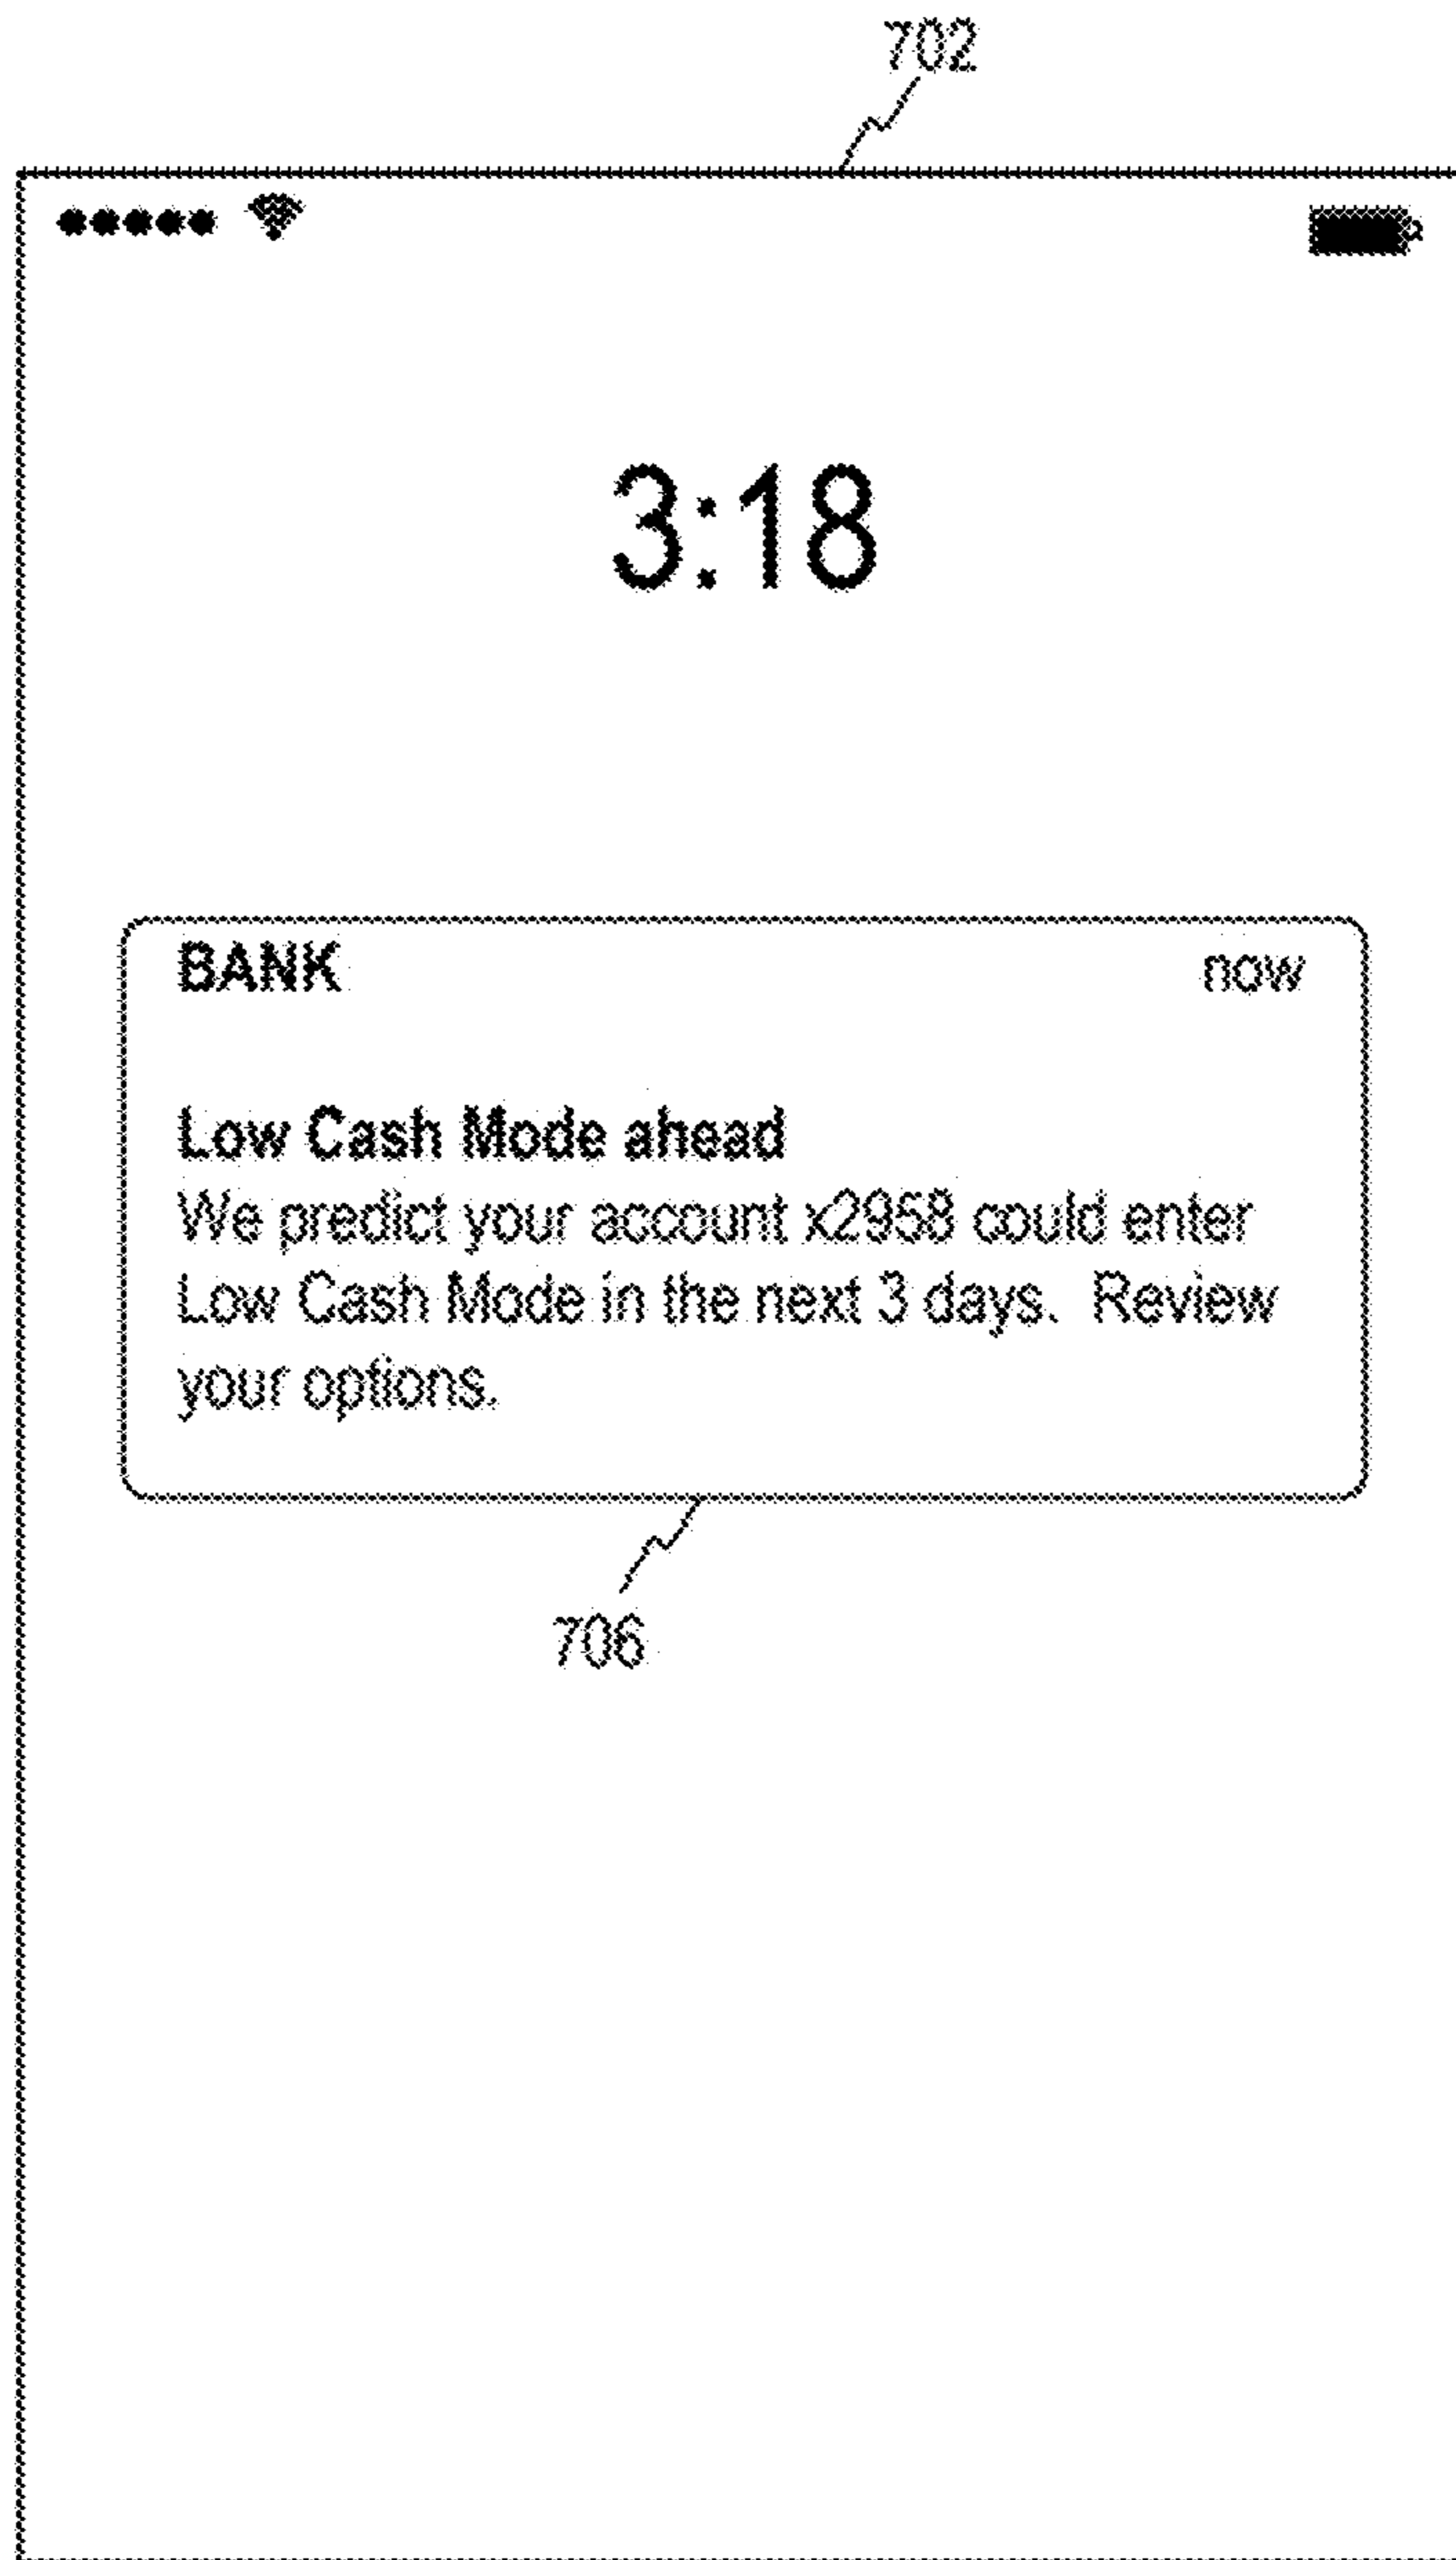 702
3:18
BANK now
Low Cash Mode ahead
We predict your account x2958 could enter
Low Cash Mode in the next 3 days.  Review
your options.
706